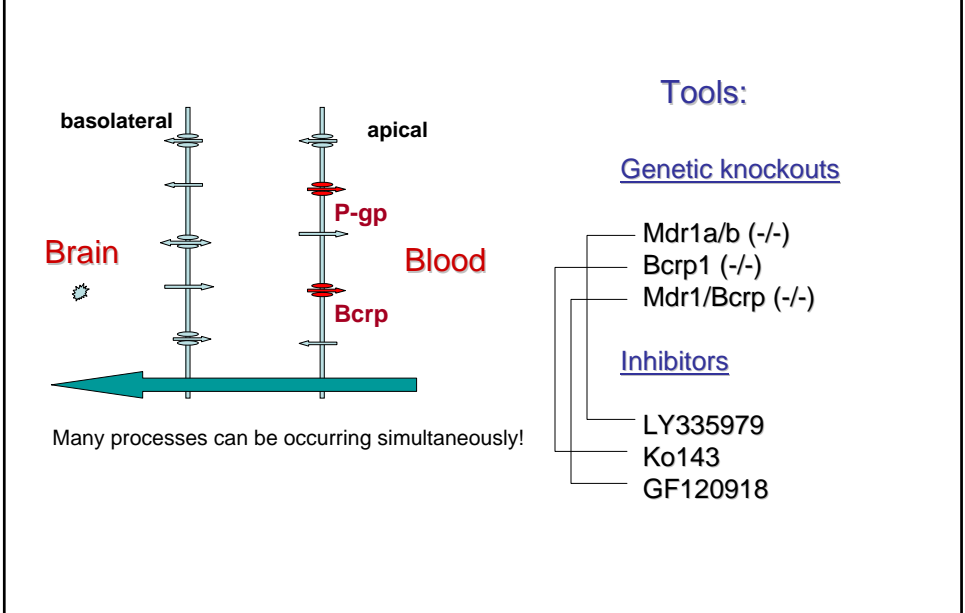 basolateral
apical
P-gp
Brain
Blood
Bcrp
Many processes can be occurring simultaneously!
Tools:
Genetic knockouts
Mdr1a/b (-/-)
Bcrp1 (-/-)
Mdr1/Bcrp (-/-)
Inhibitors
LY335979
Ko143
GF120918